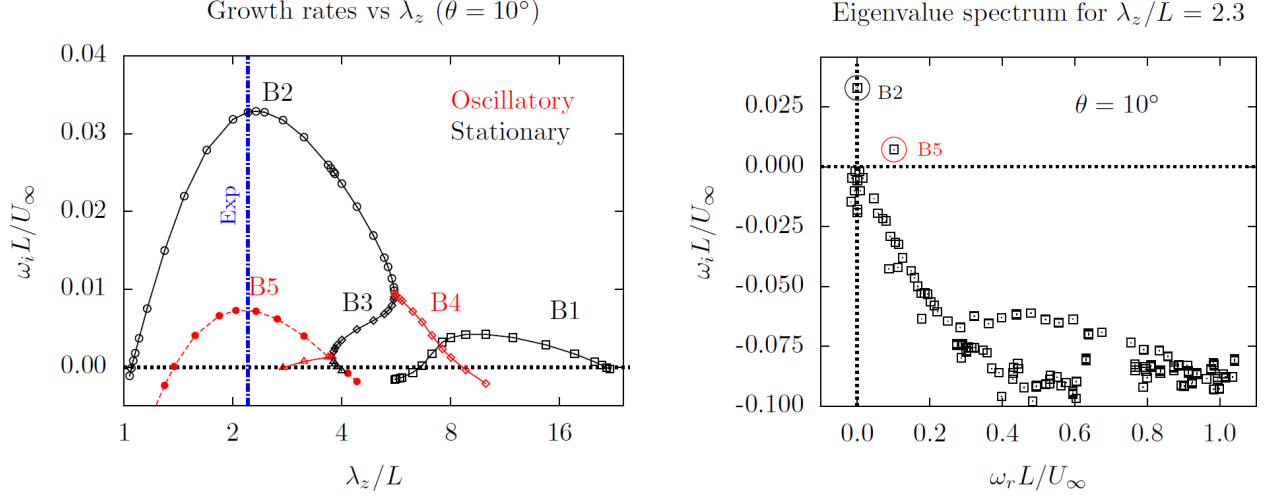 Growth rates vs λ_z (θ = 10°)
0.04
0.03
0.02
0.01
0.00
ω_i L/U_∞
1
2
4
8
16
λ_z/L
B2
Oscillatory
Stationary
Exp
B5
B3
B4
B1
Eigenvalue spectrum for λ_z/L = 2.3
0.025
0.000
-0.025
-0.050
-0.075
-0.100
ω_i L/U_∞
0.0
0.2
0.4
0.6
0.8
1.0
ω_r L/U_∞
B2
θ = 10°
B5